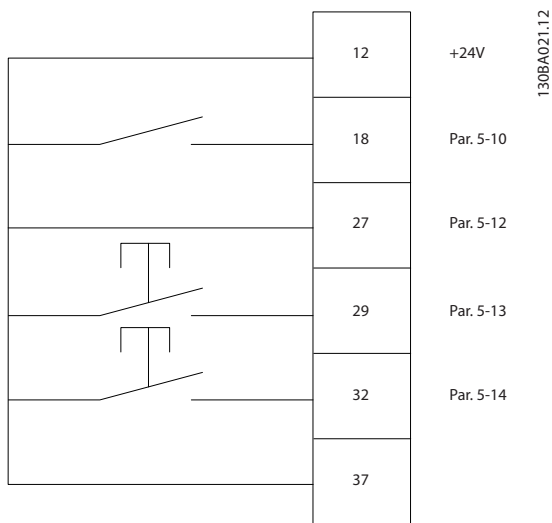 12 +24V
18 Par. 5-10
27 Par. 5-12
29 Par. 5-13
32 Par. 5-14
37
130BA021.12